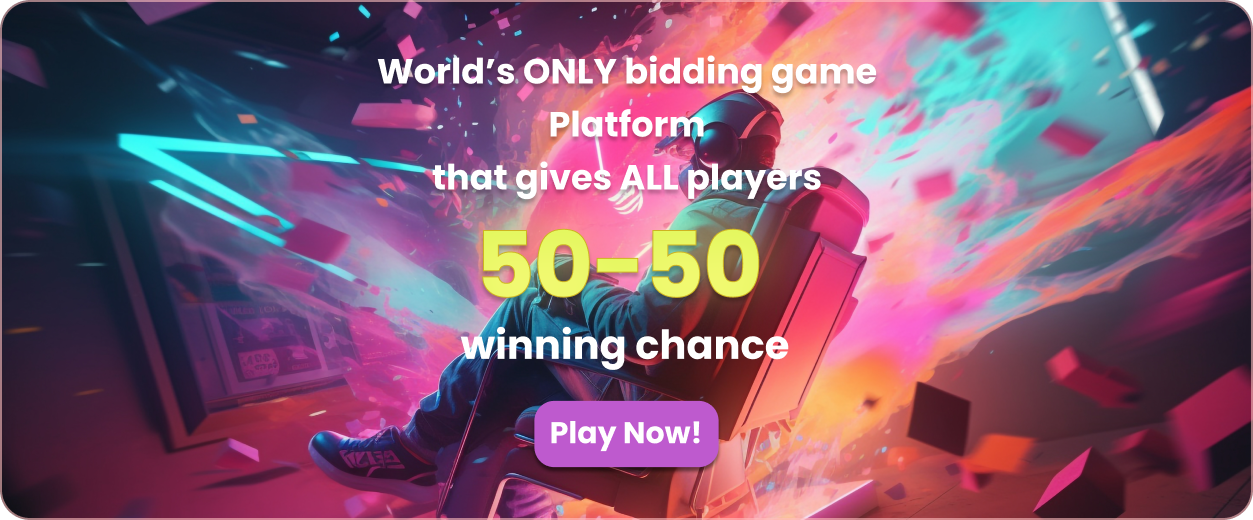 World’s ONLY bidding game
Platform
that gives ALL players
50-50
winning chance
Play Now!